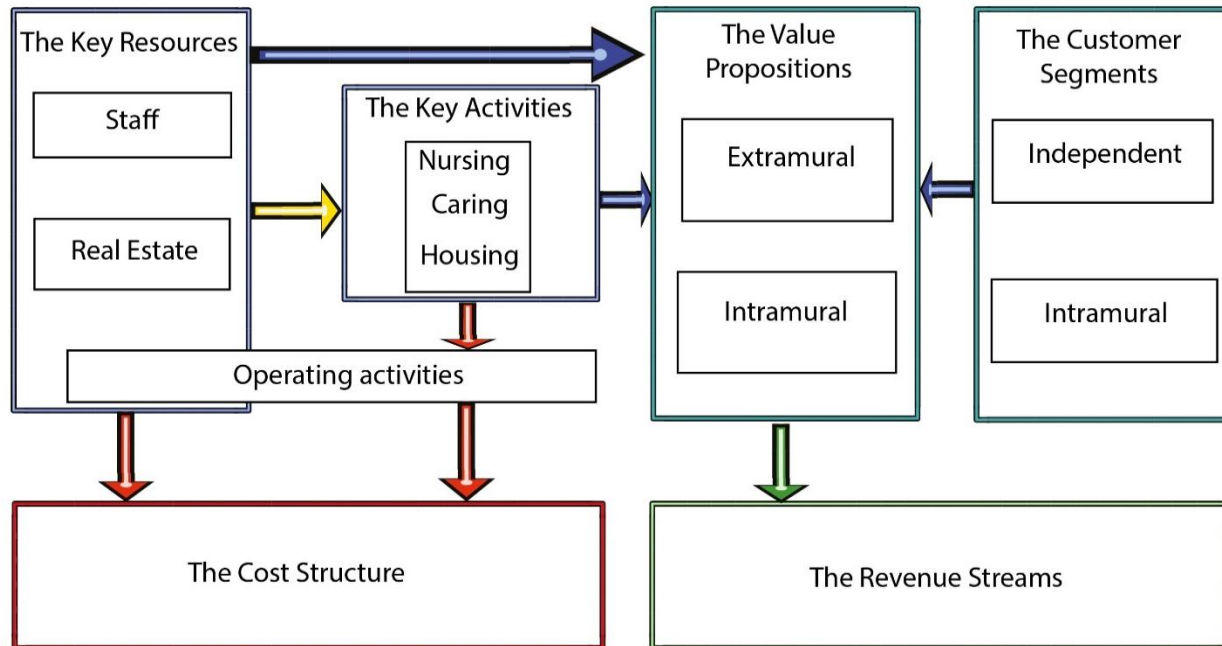 The Key Resources
Staff
Real Estate
The Key Activities
Nursing
Caring
Housing
Operating activities
The Value
Propositions
Extramural
Intramural
The Customer
Segments
Independent
Intramural
The Cost Structure
The Revenue Streams